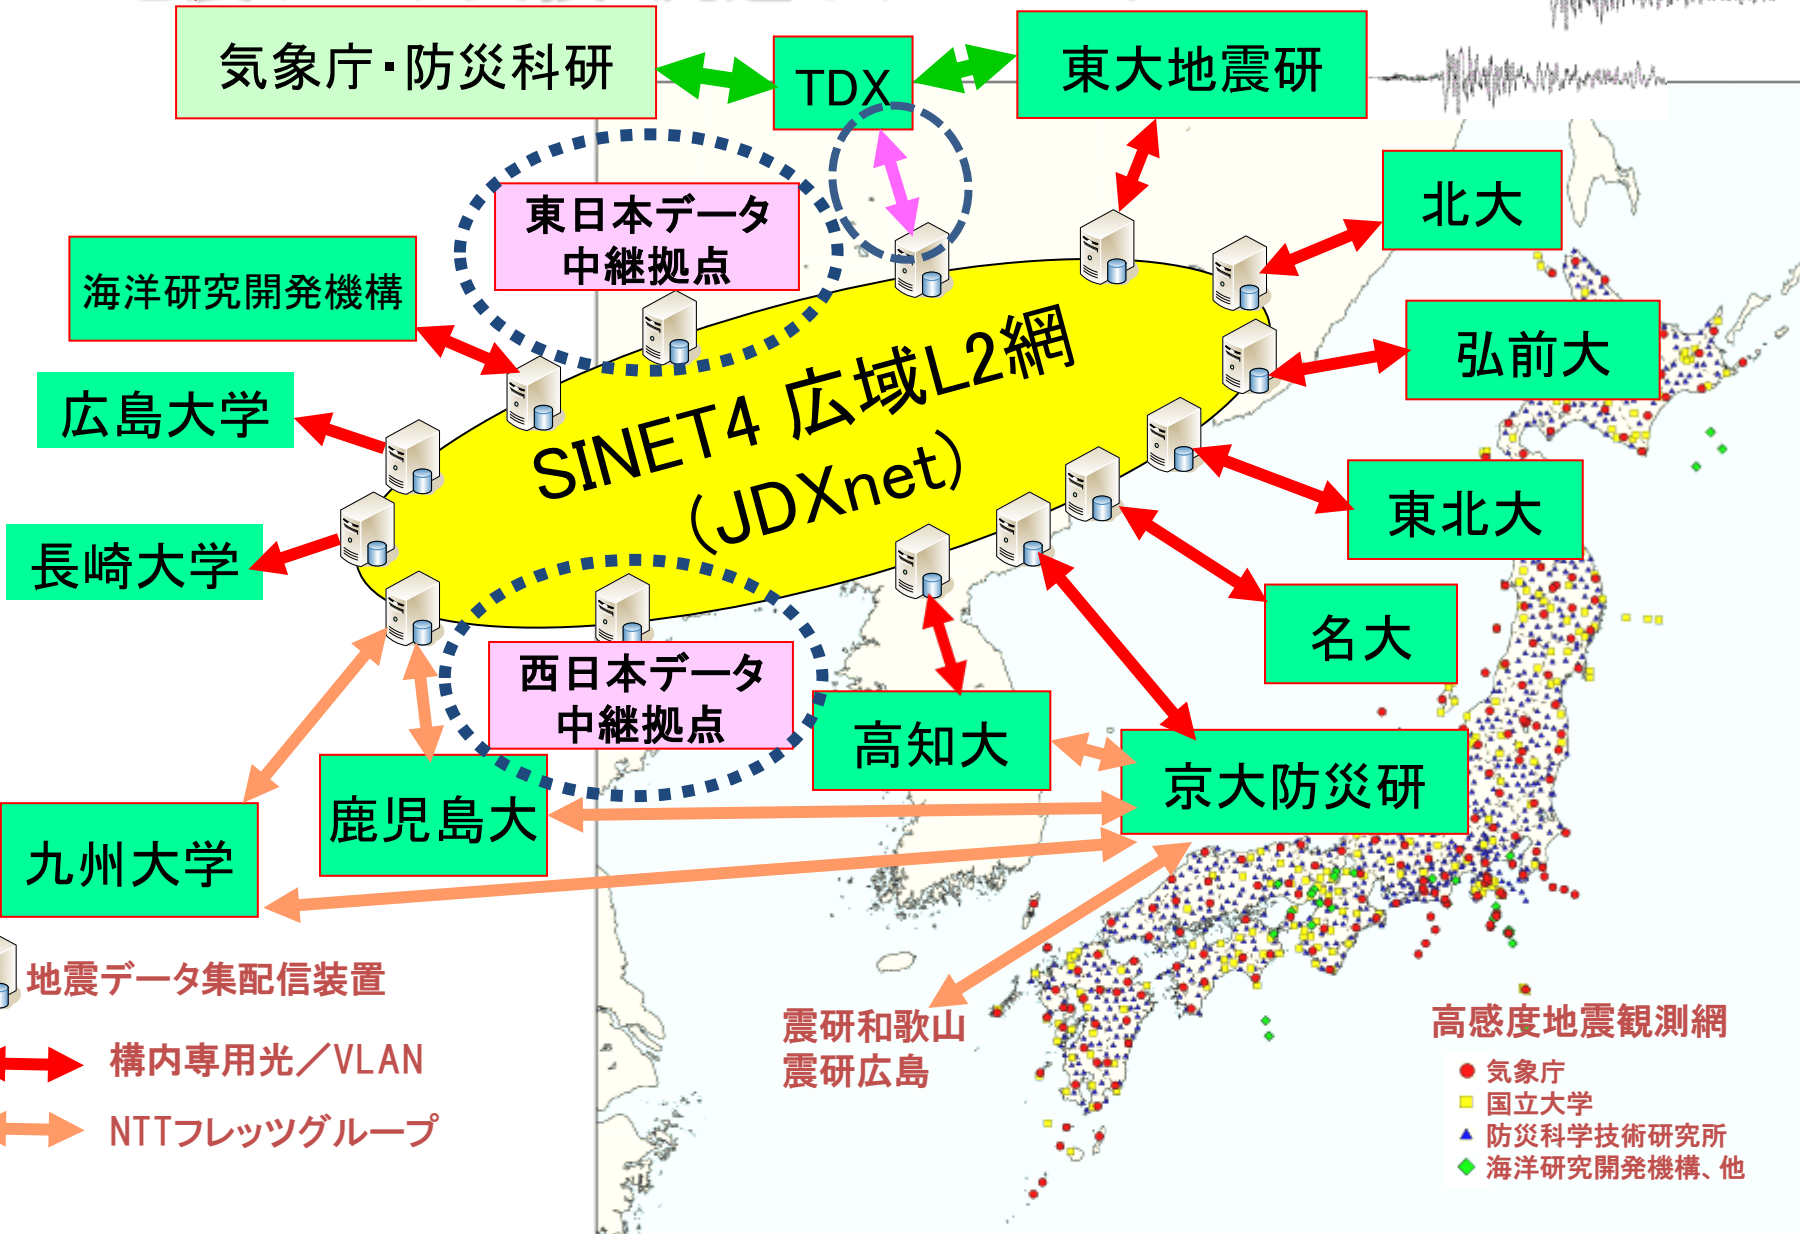 気象庁・防災科研
TDX
東大地震研
北大
東日本データ
中継拠点
海洋研究開発機構
弘前大
広島大学
SINET4 広域L2網
（JDXnet）
東北大
長崎大学
名大
西日本データ
中継拠点
高知大
京大防災研
鹿児島大
九州大学
地震データ集配信装置
構内専用光／VLAN
NTTフレッツグループ
震研和歌山
震研広島
高感度地震観測網
気象庁
国立大学
防災科学技術研究所
海洋研究開発機構、他